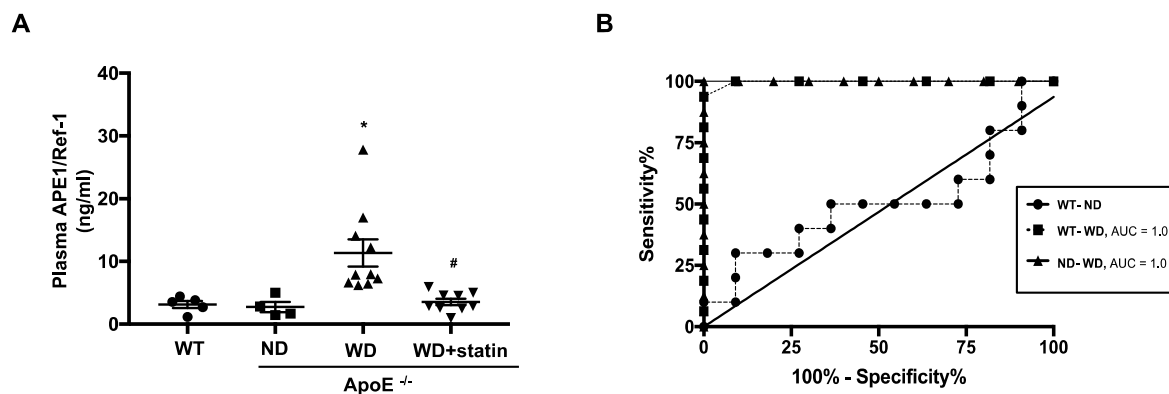 A
Plasma APE1/Ref-1
(ng/ml)
40
30
20
10
0
*
#
WT
ND
WD
WD+statin
ApoE -/-
B
Sensitivity%
100
75
50
25
0
0
25
50
75
100
100% - Specificity%
WT- ND
WT- WD, AUC = 1.0
ND- WD, AUC = 1.0